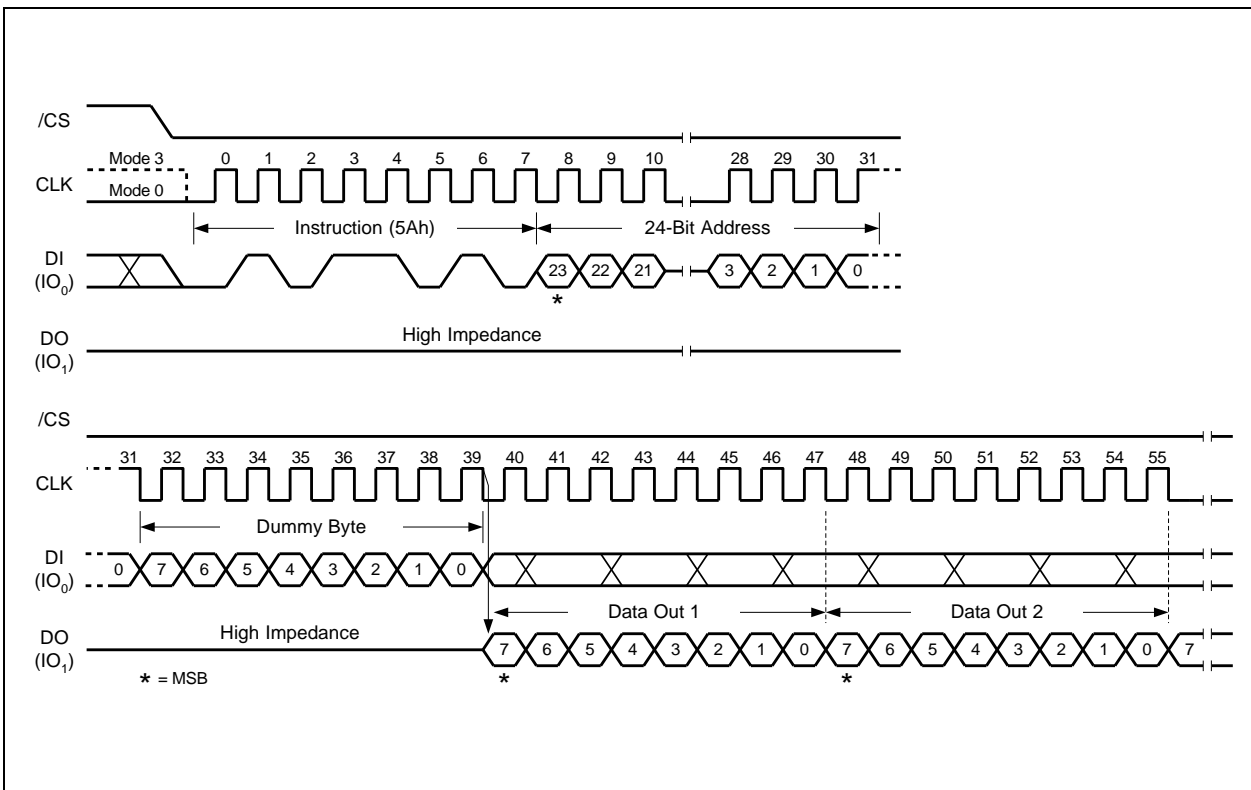 /CS
Mode 3 0 1 2 3 4 5 6 7 8 9 10 28 29 30 31
CLK
Mode 0
Instruction (5Ah) 24-Bit Address
DI
(IO0)
23 22 21 3 2 1 0
*
High Impedance
DO
(IO1)
/CS
31 32 33 34 35 36 37 38 39 40 41 42 43 44 45 46 47 48 49 50 51 52 53 54 55
CLK
Dummy Byte
DI
(IO0)
0 7 6 5 4 3 2 1 0
Data Out 1 Data Out 2
High Impedance
DO
(IO1)
7 6 5 4 3 2 1 0 7 6 5 4 3 2 1 0 7
* = MSB * *